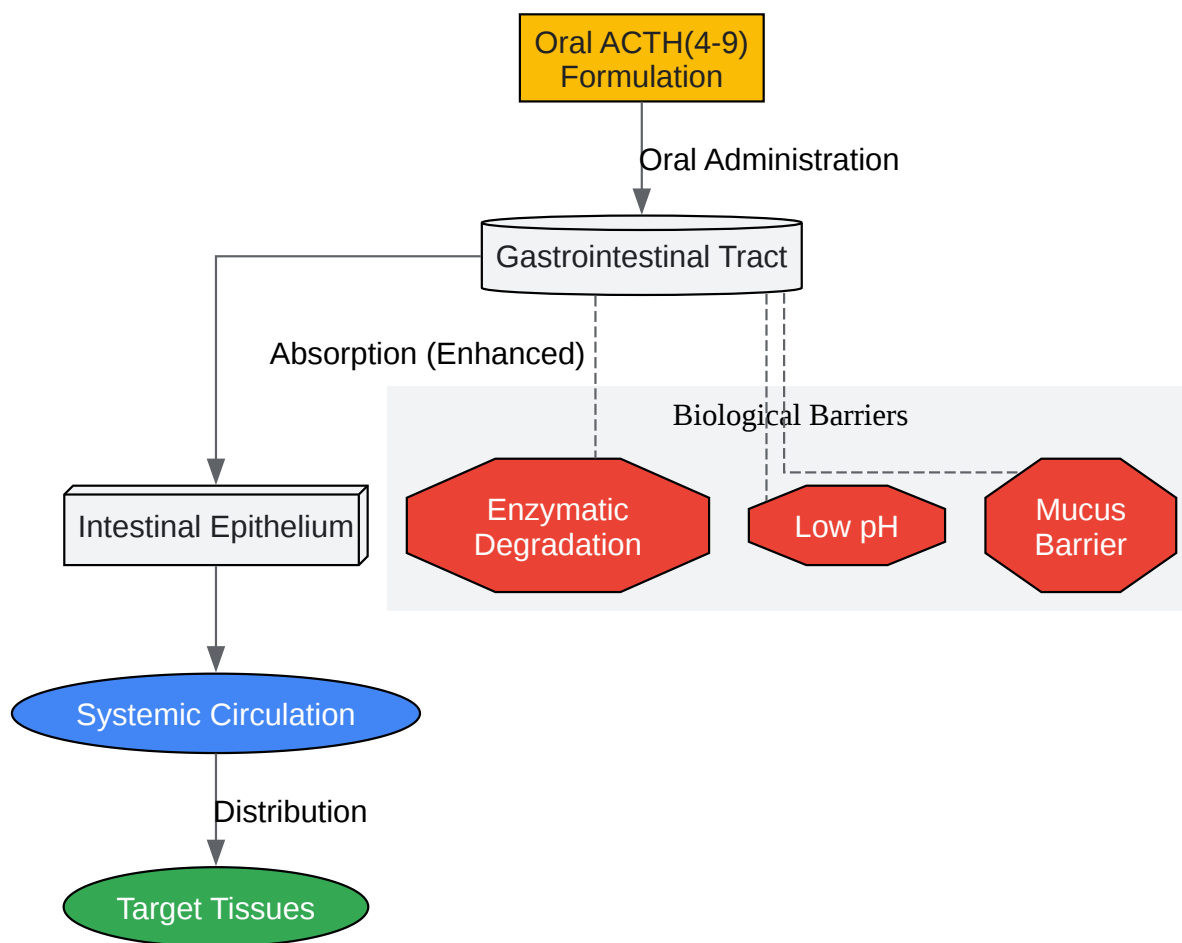 Oral ACTH(4-9)
Formulation
Oral Administration
Gastrointestinal Tract
Absorption (Enhanced)
Biological Barriers
Enzymatic
Degradation
Low pH
Mucus
Barrier
Intestinal Epithelium
Systemic Circulation
Distribution
Target Tissues